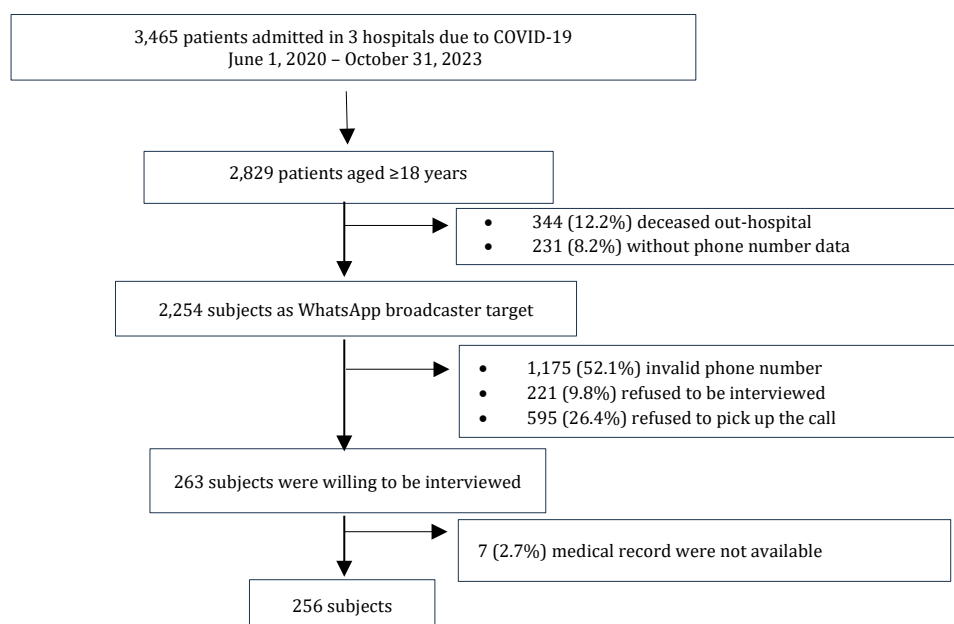 3,465 patients admitted in 3 hospitals due to COVID-19
June 1, 2020 – October 31, 2023
2,829 patients aged ≥18 years
• 344 (12.2%) deceased out-hospital
• 231 (8.2%) without phone number data
2,254 subjects as WhatsApp broadcaster target
• 1,175 (52.1%) invalid phone number
• 221 (9.8%) refused to be interviewed
• 595 (26.4%) refused to pick up the call
263 subjects were willing to be interviewed
7 (2.7%) medical record were not available
256 subjects